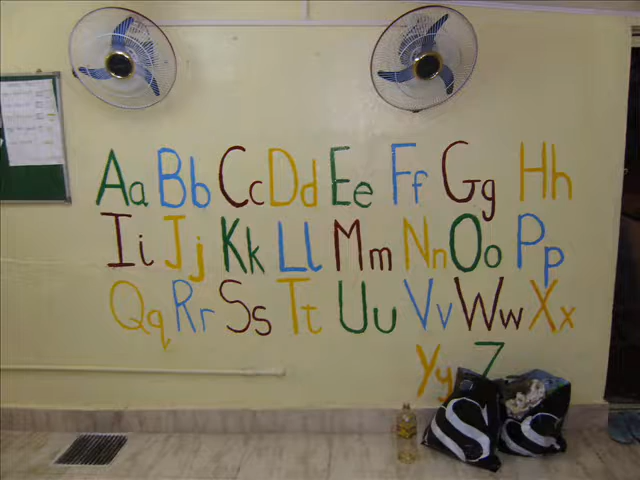 Aa Bb Cc Dd Ee Ff Gg Hh
Ii Jj Kk Ll Mm Nn Oo Pp
Qq Rr Ss Tt Uu Vv Ww Xx
Yy Z
S S